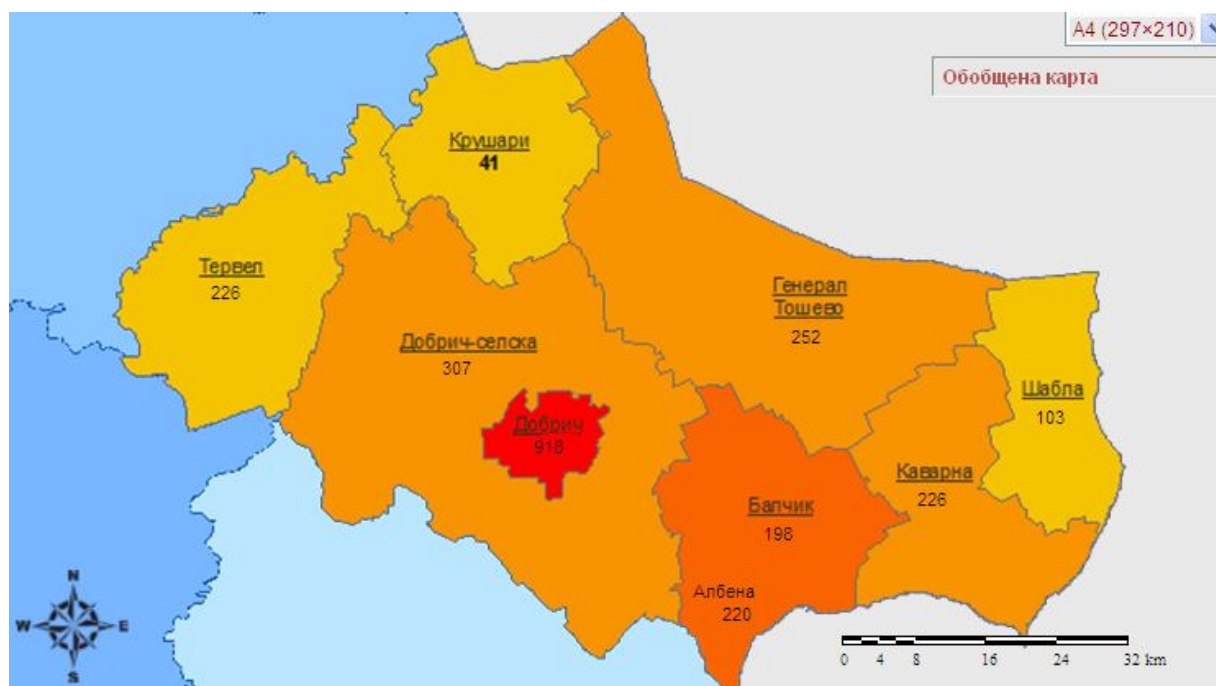 A4 (297×210)
Обобщена карта
Крушари
41
Тервел
226
Генерал
Тошево
252
Добрич-селска
307
Шабла
103
Добрич
918
Каварна
226
Балчик
198
Албена
220
N
W E
S
0 4 8 16 24 32 km